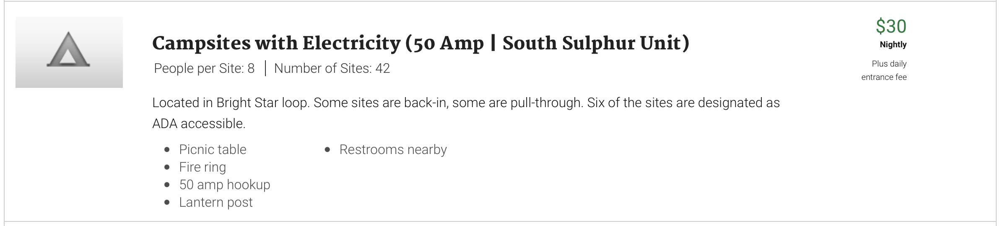 Campsites with Electricity (50 Amp | South Sulphur Unit)
People per Site: 8 | Number of Sites: 42
$30
Nightly
Plus daily
entrance fee
Located in Bright Star loop. Some sites are back-in, some are pull-through. Six of the sites are designated as
ADA accessible.
• Picnic table
• Fire ring
• 50 amp hookup
• Lantern post
• Restrooms nearby